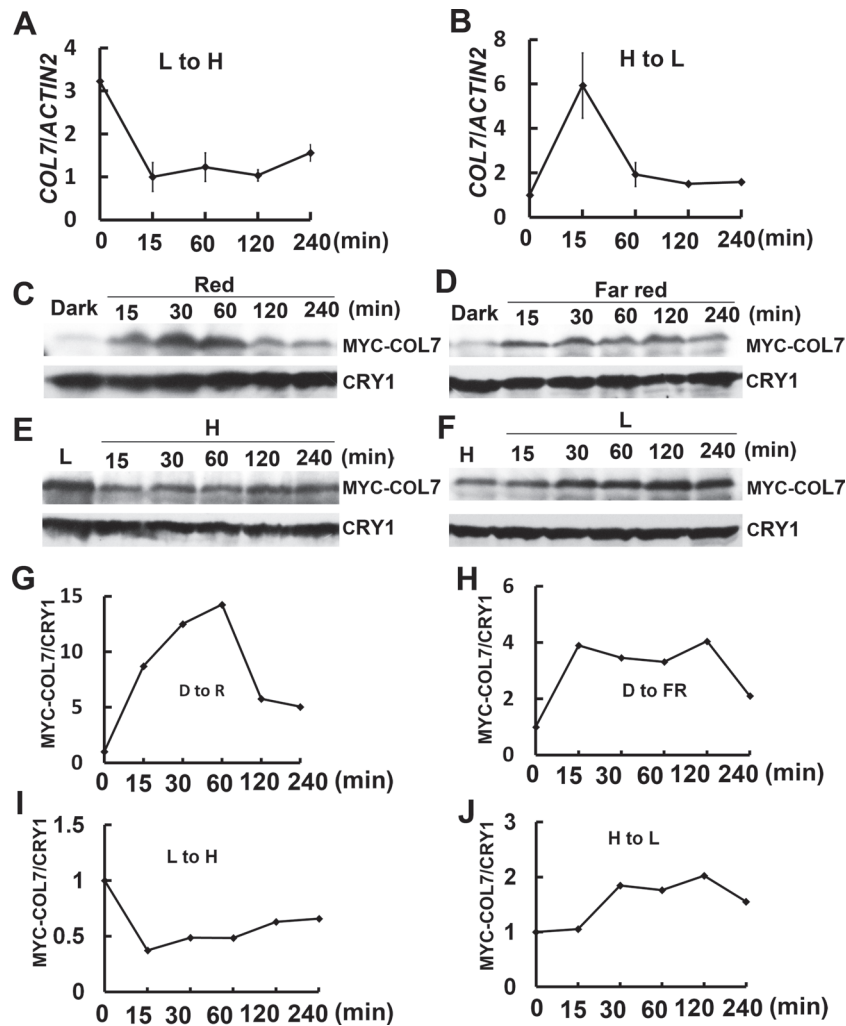 A
L to H
COL7/ACTIN2
4
3
2
1
0
0 15 60 120 240 (min)
B
H to L
COL7/ACTIN2
8
6
4
2
0
0 15 60 120 240 (min)
C
Red
Dark 15 30 60 120 240 (min)
MYC-COL7
CRY1
D
Far red
Dark 15 30 60 120 240 (min)
MYC-COL7
CRY1
E
H
L 15 30 60 120 240 (min)
MYC-COL7
CRY1
F
L
H 15 30 60 120 240 (min)
MYC-COL7
CRY1
G
MYC-COL7/CRY1
15
10
5
0
D to R
0 15 30 60 120 240 (min)
H
MYC-COL7/CRY1
6
4
2
0
D to FR
0 15 30 60 120 240 (min)
I
MYC-COL7/CRY1
1.5
1
0.5
0
L to H
0 15 30 60 120 240 (min)
J
MYC-COL7/CRY1
3
2
1
0
H to L
0 15 30 60 120 240 (min)